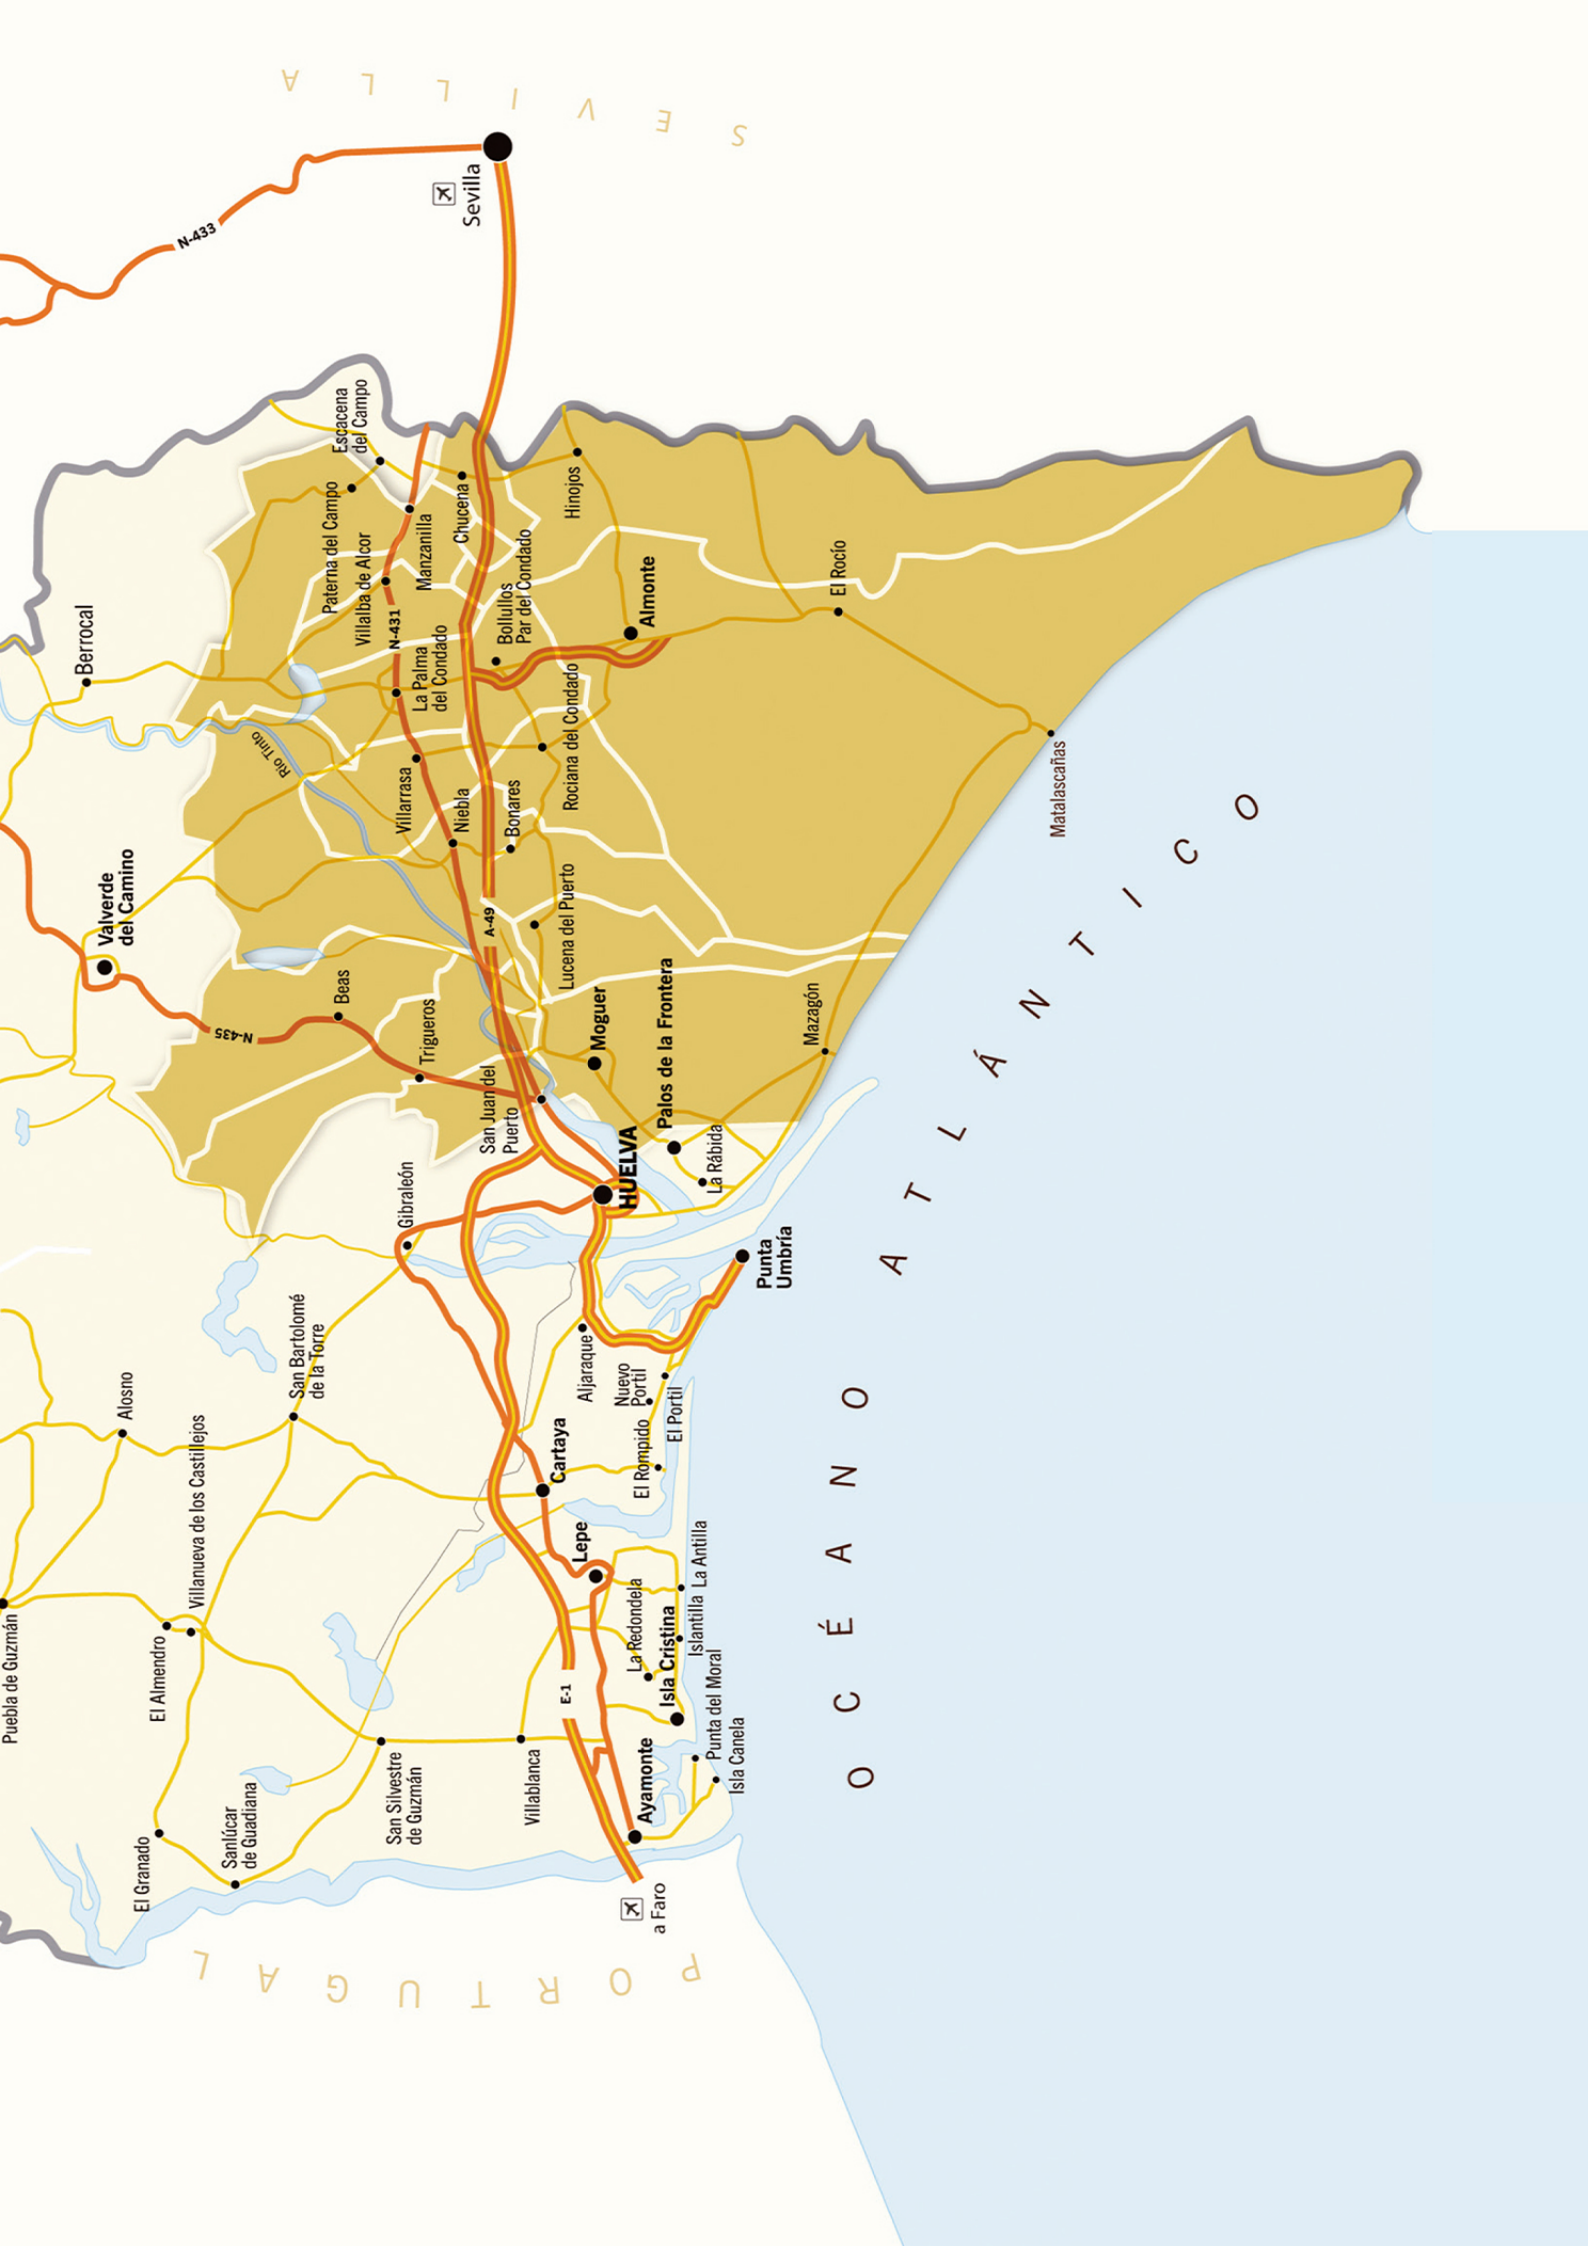 SEVILLA
N-433
Sevilla
Escacena
del Campo
Paterna del Campo
Villalba de Alcor
Manzanilla
Chucena
Hinojos
Berrocal
N-431
La Palma
del Condado
Bollullos
Par del Condado
Almonte
El Rocío
Río Tinto
Villarrasa
Niebla
Bonares
Rociana del Condado
Matalascañas
Valverde
del Camino
A-49
Lucena del Puerto
N-435
Beas
Trigueros
San Juan del
Puerto
Moguer
Palos de la Frontera
Mazagón
La Rábida
HUELVA
Gibraleón
Punta
Umbría
San Bartolomé
de la Torre
Aljaraque
Nuevo
Portil
El Portil
El Rompido
Alosno
Cartaya
Lepe
Villanueva de los Castillejos
La Antilla
Islantilla
La Redondela
Isla Cristina
Puebla de Guzmán
El Almendro
E-1
Punta del Moral
Isla Canela
San Silvestre
de Guzmán
Villablanca
Ayamonte
El Granado
Sanlúcar
de Guadiana
a Faro
PORTUGAL
OCÉANO ATLÁNTICO